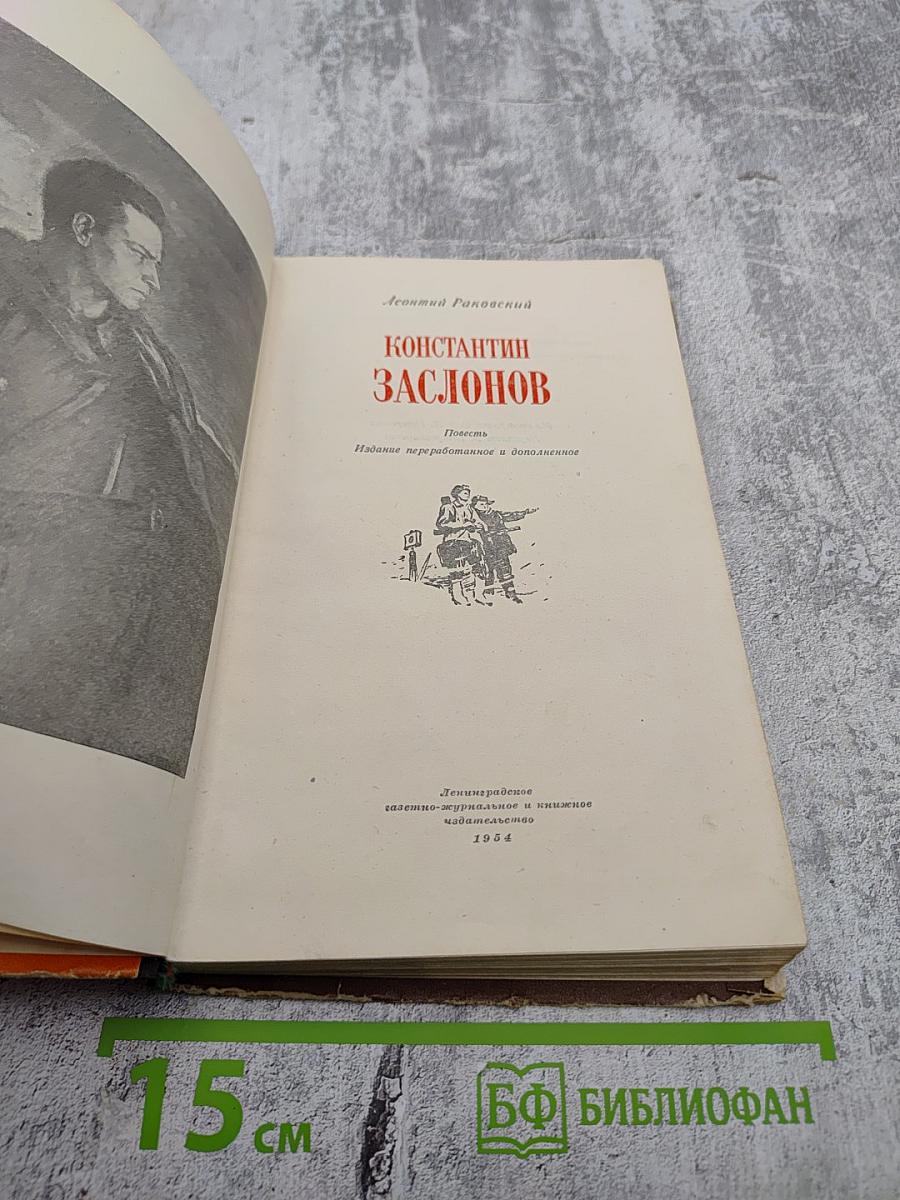 Леонтий Раковский
КОНСТАНТИН
ЗАСЛОНОВ
Повесть
Издание переработанное и дополненное
Ленинградское
газетно-журнальное и книжное
издательство
1954
15 см
БФ БИБЛИОФАН